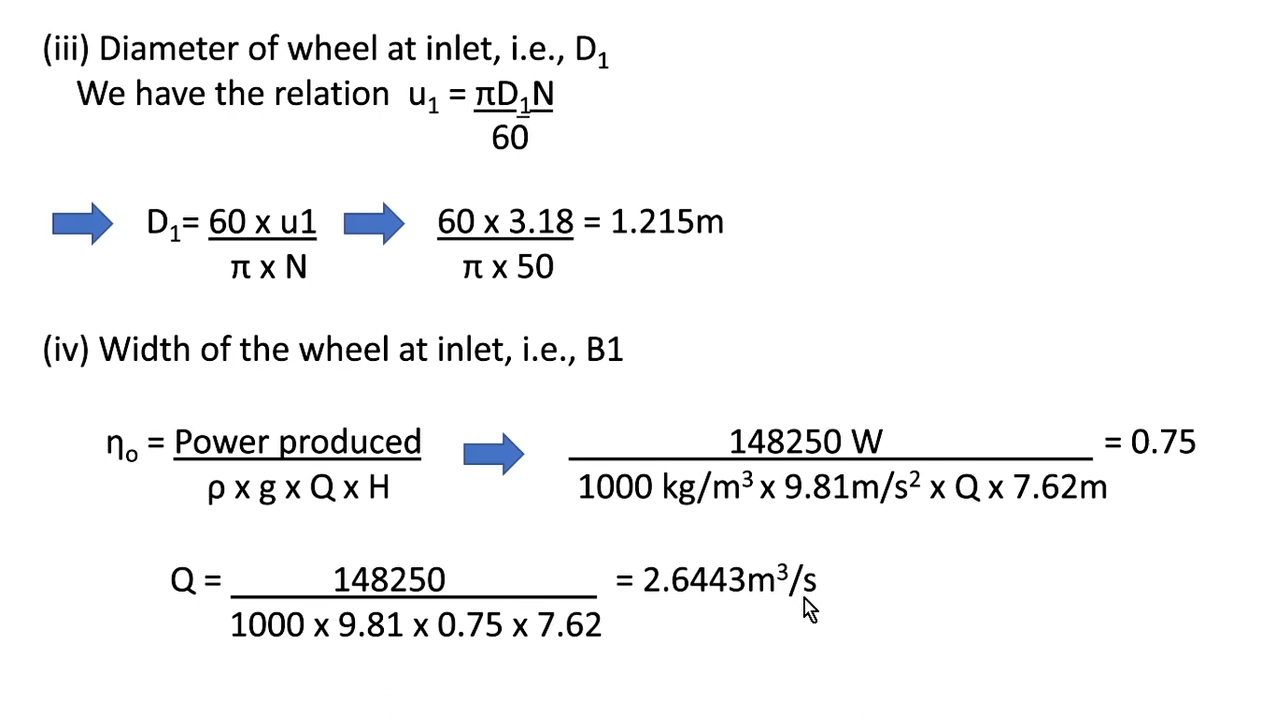 (iii) Diameter of wheel at inlet, i.e., D₁
We have the relation u₁ = πD₁N
60
D₁= 60 x u1 60 x 3.18 = 1.215m
π x N π x 50
(iv) Width of the wheel at inlet, i.e., B1
ηₒ = Power produced 148250 W = 0.75
ρ x g x Q x H 1000 kg/m³ x 9.81m/s² x Q x 7.62m
Q = 148250 = 2.6443m³/s
1000 x 9.81 x 0.75 x 7.62